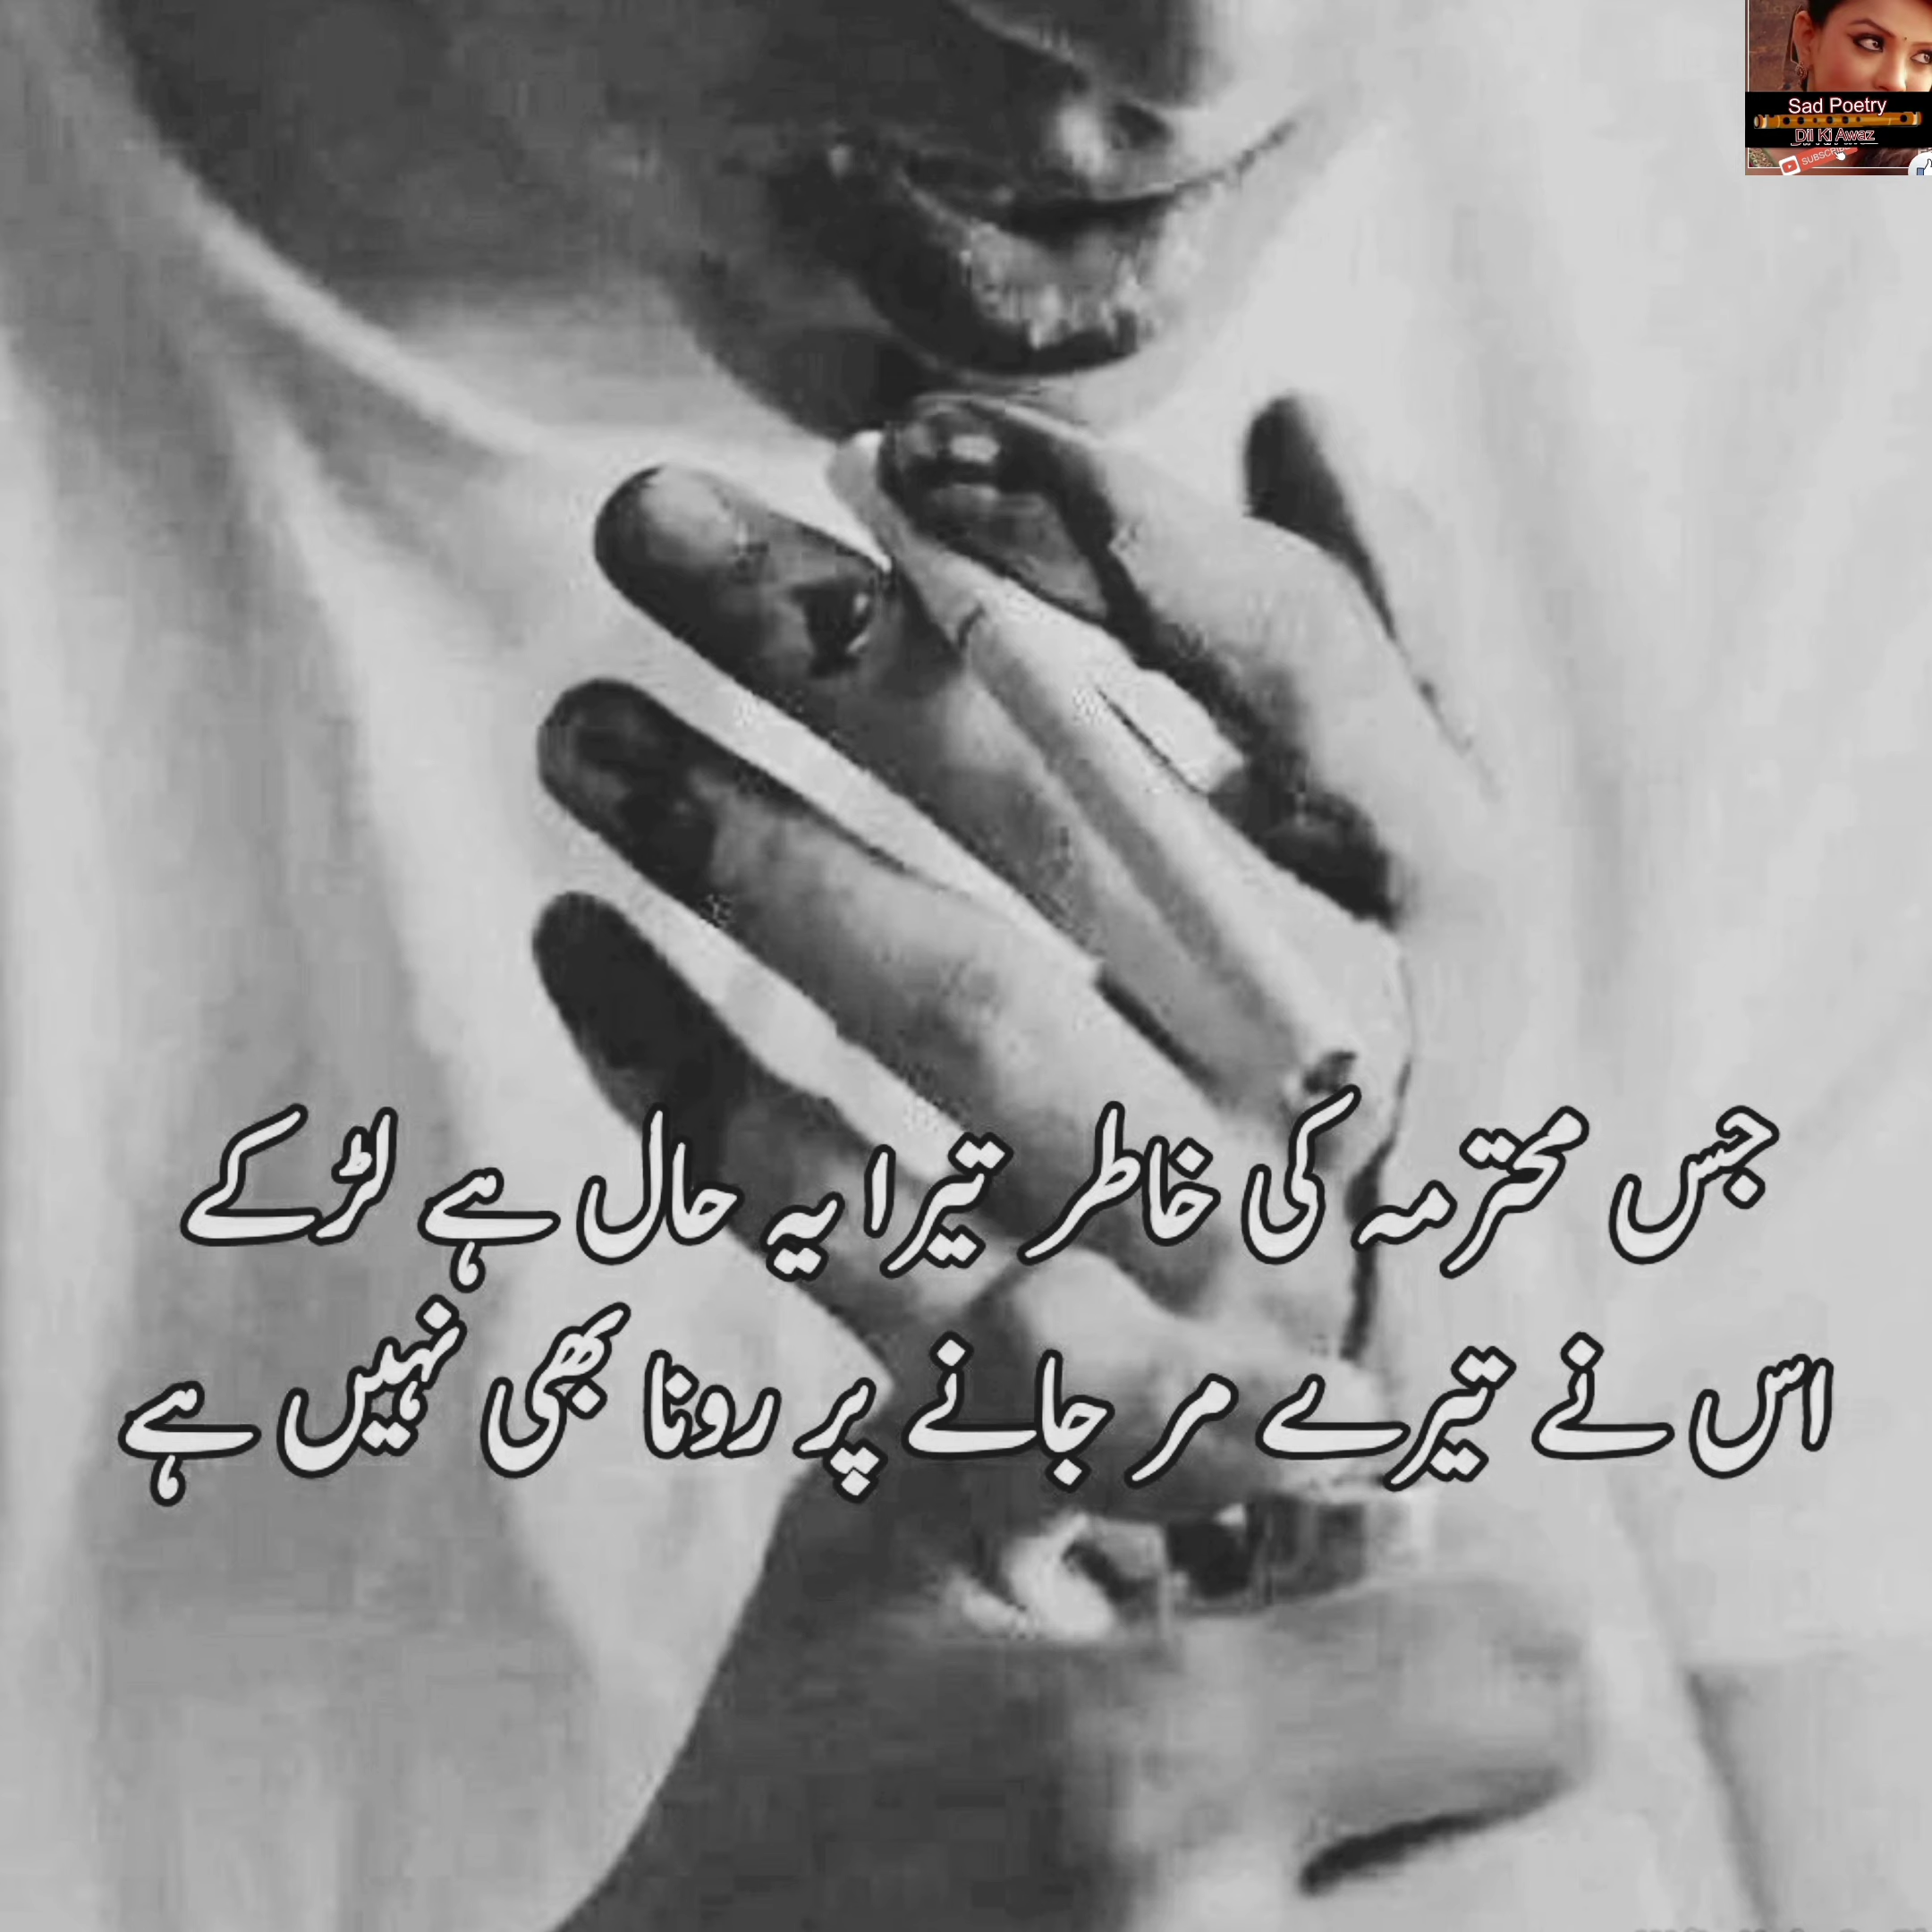 Sad Poetry
Dil Ki Awaz
SUBSCRIBE
جس محترمہ کی خاطر تیرا یہ حال ہے لڑکے
اس نے تیرے مر جانے پر رونا بھی نہیں ہے